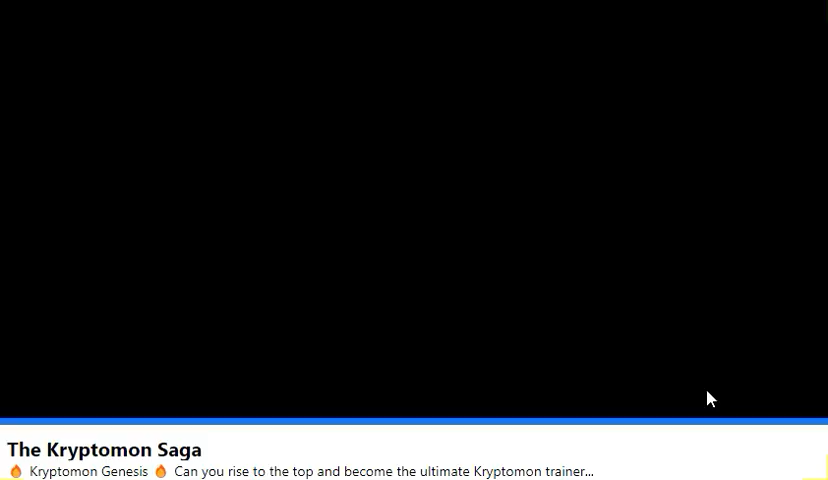 The Kryptomon Saga
🔥 Kryptomon Genesis 🔥 Can you rise to the top and become the ultimate Kryptomon trainer...